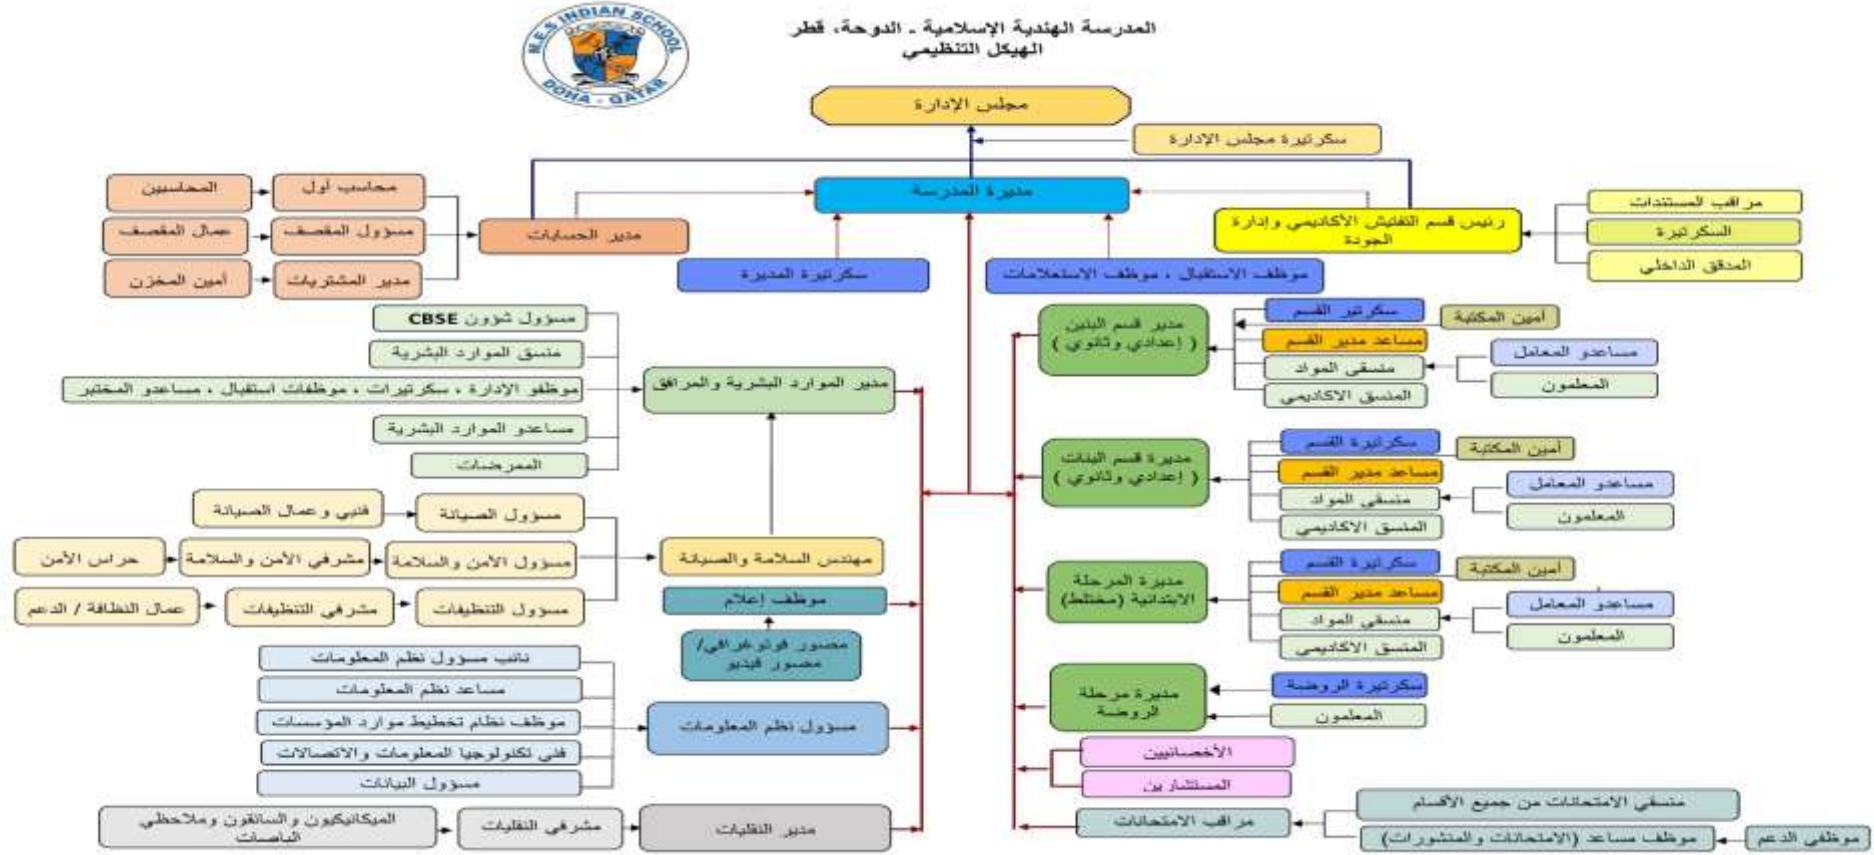 M.E.S INDIAN SCHOOL
DOHA - QATAR
المدرسة الهندية الإسلامية - الدوحة، قطر
الهيكل التنظيمي
مجلس الإدارة
سكرتيرة مجلس الإدارة
مديرة المدرسة
رئيس قسم التفتيش الأكاديمي وإدارة
الجودة
مراقب المستندات
السكرتيرة
المدقق الداخلي
مدير الحسابات
محاسب أول
المحاسبين
مسؤول المقصف
عمال المقصف
مدير المشتريات
أمين المخزن
موظف الاستقبال ، موظف الاستعلامات
سكرتيرة المديرة
مدير قسم البنين
( إعدادي وثانوي )
سكرتير القسم
أمين المكتبة
مساعد مدير القسم
منسقي المواد
المنسق الاكاديمي
مساعدو المعامل
المعلمون
مديرة قسم البنات
( إعدادي وثانوي )
سكرتيرة القسم
أمين المكتبة
مساعد مدير القسم
منسقي المواد
المنسق الاكاديمي
مساعدو المعامل
المعلمون
مديرة المرحلة
الابتدائية (مختلط)
سكرتيرة القسم
أمين المكتبة
مساعد مدير القسم
منسقي المواد
المنسق الاكاديمي
مساعدو المعامل
المعلمون
مديرة مرحلة
الروضة
سكرتيرة الروضة
المعلمون
الأخصائيين
المستشارين
مراقب الامتحانات
منسقي الامتحانات من جميع الأقسام
موظف مساعد (الامتحانات والمنشورات)
موظفي الدعم
مدير الموارد البشرية والمرافق
مسؤول شؤون CBSE
منسق الموارد البشرية
موظفو الإدارة ، سكرتيرات ، موظفات استقبال ، مساعدو المختبر
مساعدو الموارد البشرية
الممرضات
مهندس السلامة والصيانة
مسؤول الصيانة
فنيي وعمال الصيانة
مسؤول الأمن والسلامة
مشرفي الأمن والسلامة
حراس الأمن
مسؤول التنظيفات
مشرفي التنظيفات
عمال النظافة / الدعم
موظف إعلام
مصور فوتوغرافي/
مصور فيديو
مسؤول نظم المعلومات
نائب مسؤول نظم المعلومات
مساعد نظم المعلومات
موظف نظام تخطيط موارد المؤسسات
فني تكنولوجيا المعلومات والاتصالات
مسؤول البيانات
مدير النقليات
مشرفي النقليات
الميكانيكيون والسائقون وملاحظي
الباصات